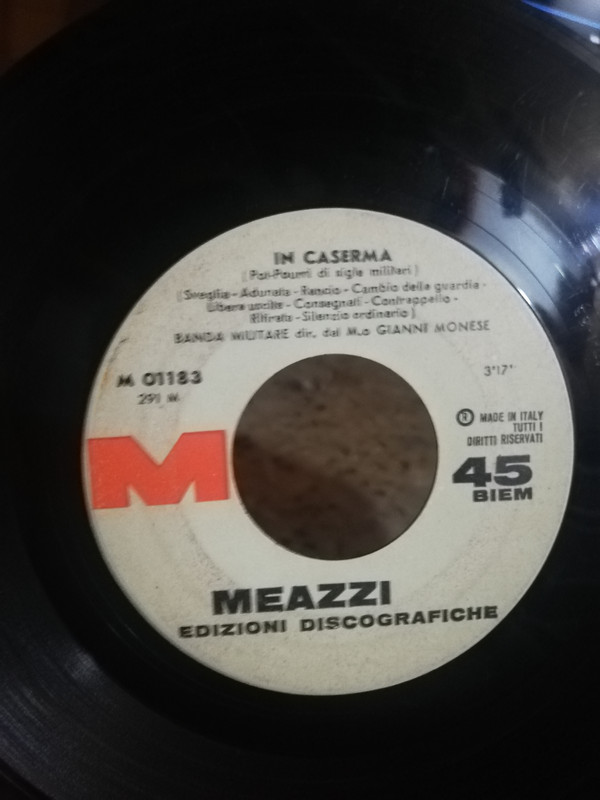 IN CASERMA
(Pot-Pourri di sigle militari)
(Sveglia - Adunata - Rancio - Cambio della guardia -
Libera uscita - Consegnati - Contrappello -
Ritirata - Silenzio ordinario)
BANDA MILITARE dir. dal M.o GIANNI MONESE
M 01183
291 M
3'17"
M
MADE IN ITALY
TUTTI I
DIRITTI RISERVATI
45
BIEM
MEAZZI
EDIZIONI DISCOGRAFICHE